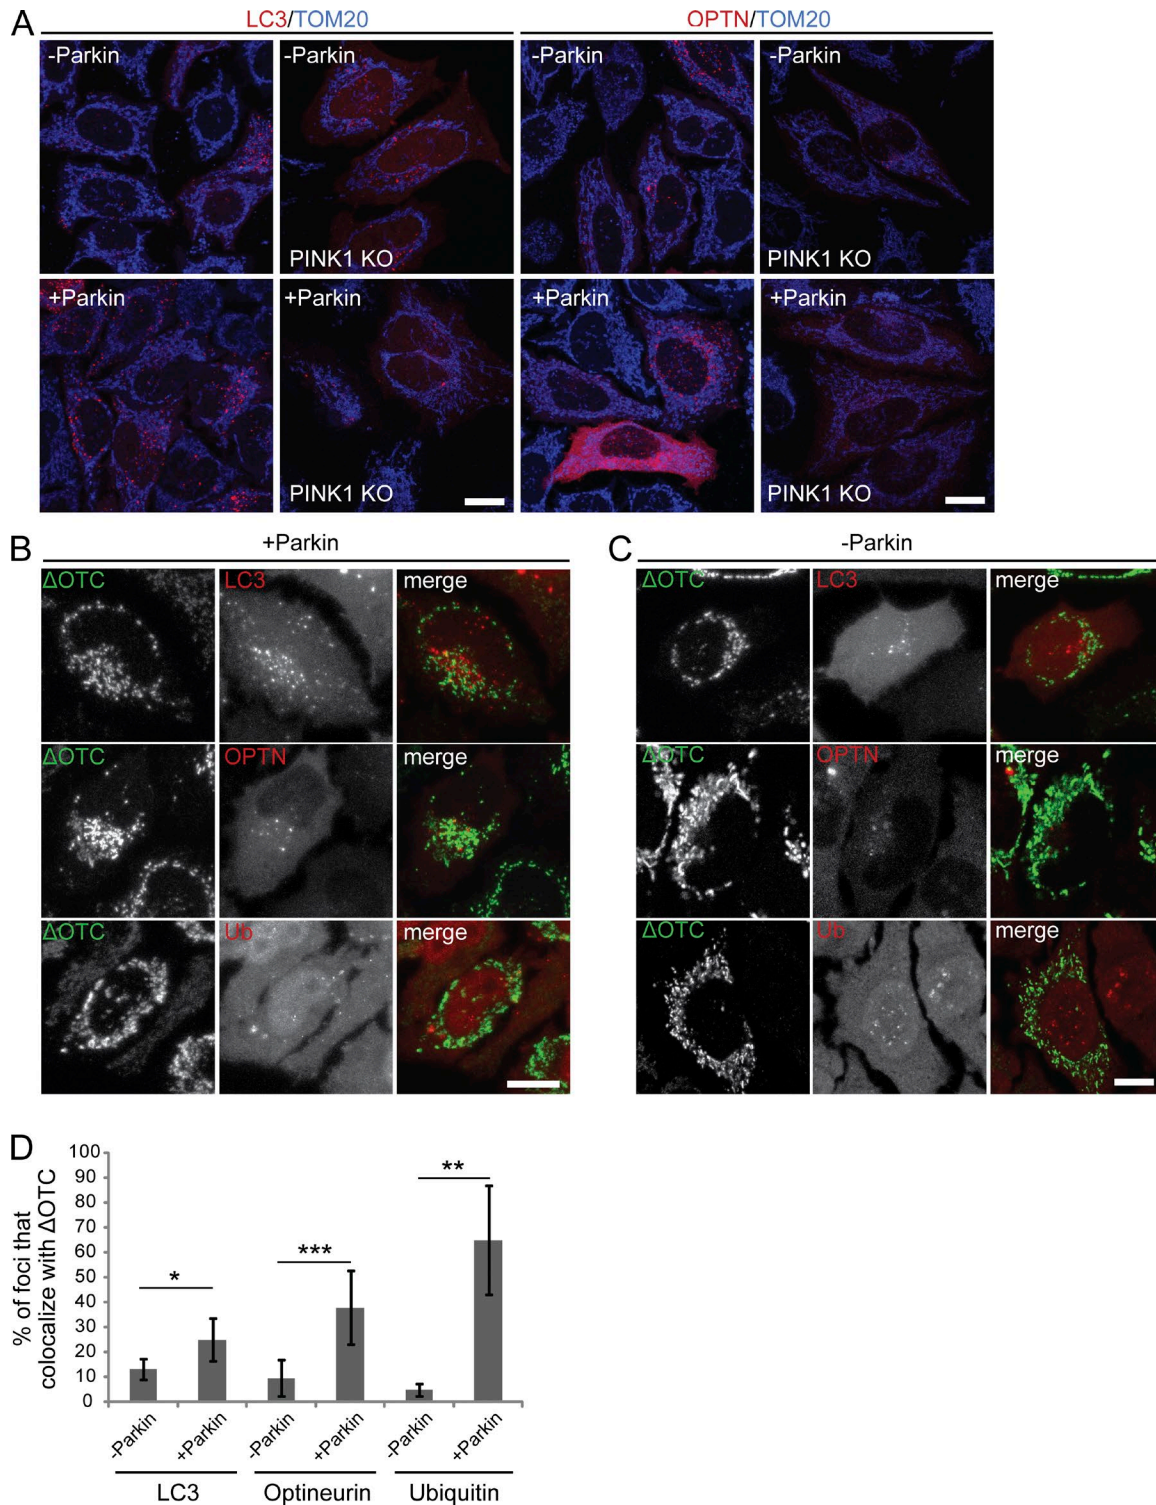 A
LC3/TOM20
OPTN/TOM20
-Parkin
-Parkin
PINK1 KO
-Parkin
-Parkin
PINK1 KO
+Parkin
+Parkin
PINK1 KO
+Parkin
+Parkin
PINK1 KO
B
+Parkin
ΔOTC
LC3
merge
ΔOTC
OPTN
merge
ΔOTC
Ub
merge
C
-Parkin
ΔOTC
LC3
merge
ΔOTC
OPTN
merge
ΔOTC
Ub
merge
D
% of foci that
colocalize with ΔOTC
100
90
80
70
60
50
40
30
20
10
0
*
***
**
-Parkin
+Parkin
-Parkin
+Parkin
-Parkin
+Parkin
LC3
Optineurin
Ubiquitin